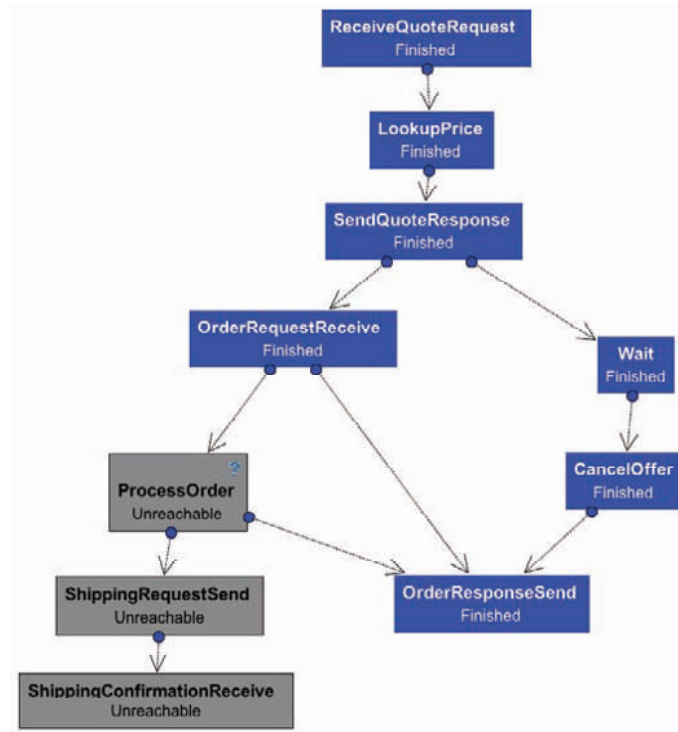 ReceiveQuoteRequest
Finished
LookupPrice
Finished
SendQuoteResponse
Finished
OrderRequestReceive
Finished
Wait
Finished
ProcessOrder
Unreachable
CancelOffer
Finished
ShippingRequestSend
Unreachable
OrderResponseSend
Finished
ShippingConfirmationReceive
Unreachable